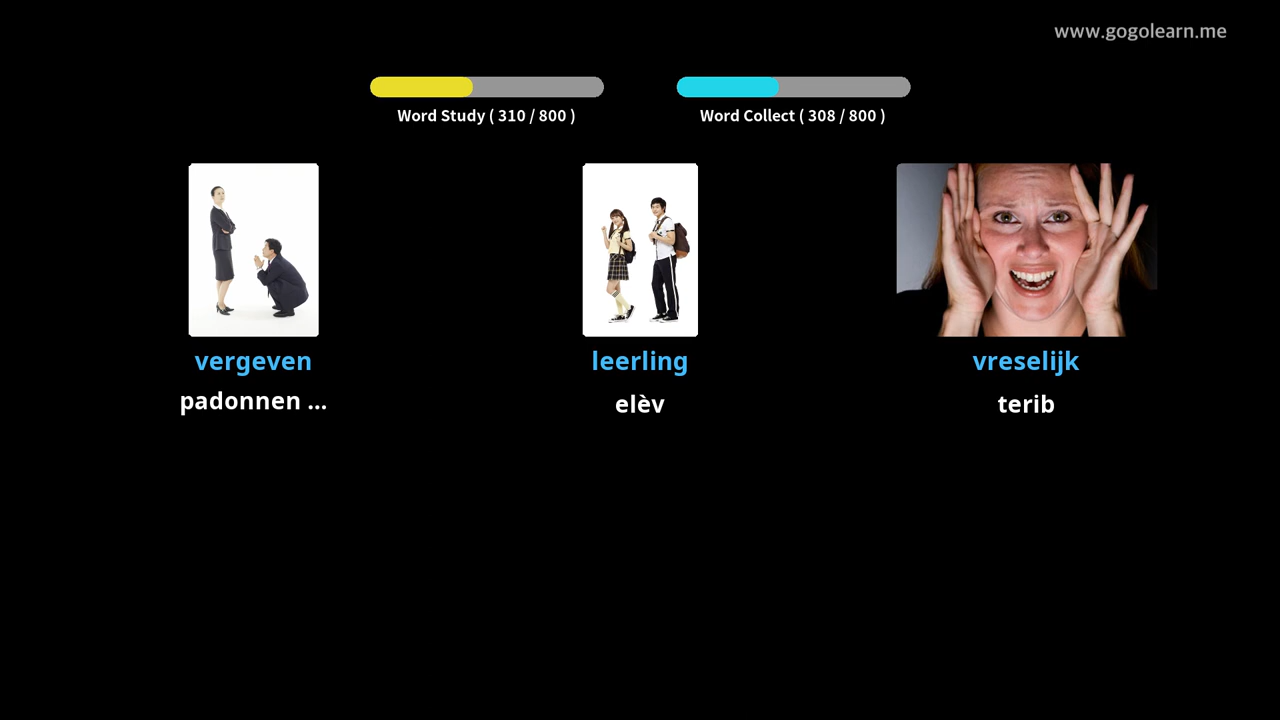 www.gogolearn.me
Word Study ( 310 / 800 )
Word Collect ( 308 / 800 )
vergeven
padonnen ...
leerling
elèv
vreselijk
terib